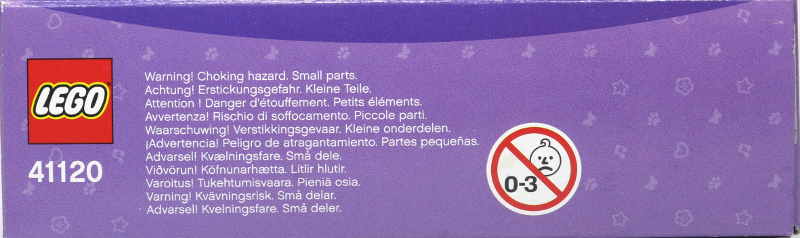 LEGO
41120
Warning! Choking hazard. Small parts.
Achtung! Erstickungsgefahr. Kleine Teile.
Attention ! Danger d'étouffement. Petits éléments.
Avvertenza! Rischio di soffocamento. Piccole parti.
Waarschuwing! Verstikkingsgevaar. Kleine onderdelen.
¡Advertencia! Peligro de atragantamiento. Partes pequeñas.
Advarsel! Kvælningsfare. Små dele.
Viðvörun! Köfnunarhætta. Litlir hlutir.
Varoitus! Tukehtumisvaara. Pieniä osia.
Varning! Kvävningsrisk. Små delar.
Advarsel! Kvelningsfare. Små deler.
0-3